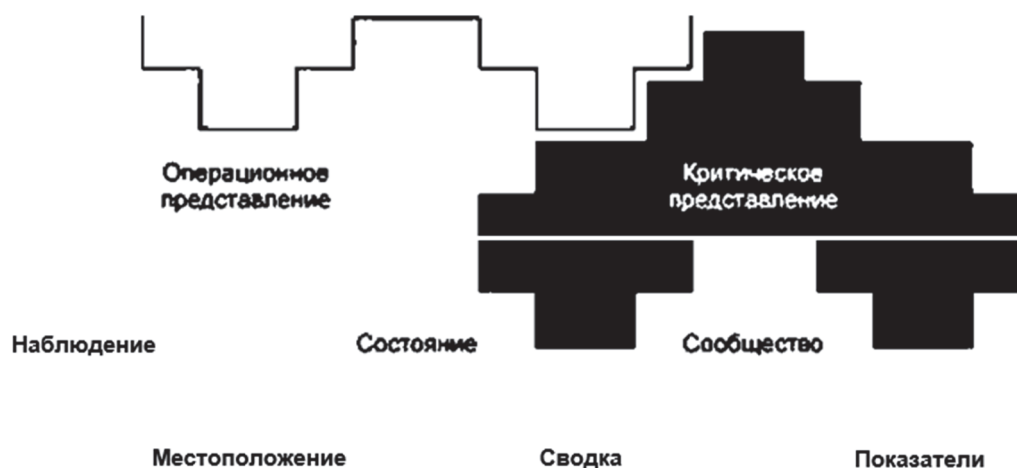 Операционное
представление
Критическое
представление
Наблюдение
Состояние
Сообщество
Местоположение
Сводка
Показатели